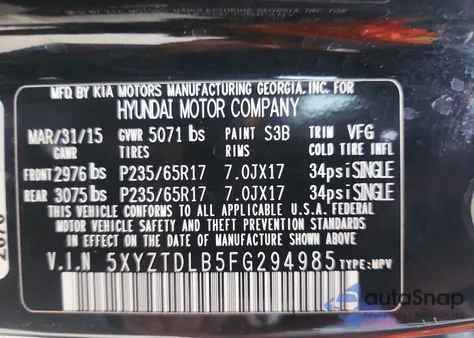 MFD BY KIA MOTORS MANUFACTURING GEORGIA, INC. FOR
HYUNDAI MOTOR COMPANY
MAR/31/15 GVWR 5071 lbs PAINT S3B TRIM VFG
GAWR TIRES RIMS COLD TIRE INF.
FRONT 2976 lbs P235/65R17 7.0JX17 34psi SINGLE
REAR 3075 lbs P235/65R17 7.0JX17 34psi SINGLE
THIS VEHICLE CONFORMS TO ALL APPLICABLE U.S.A. FEDERAL
MOTOR VEHICLE SAFETY AND THEFT PREVENTION STANDARDS
IN EFFECT ON THE DATE OF MANUFACTURE SHOWN ABOVE
V.I.N 5XYZTDLB5FG294985 TYPE:MPV
autaSnap